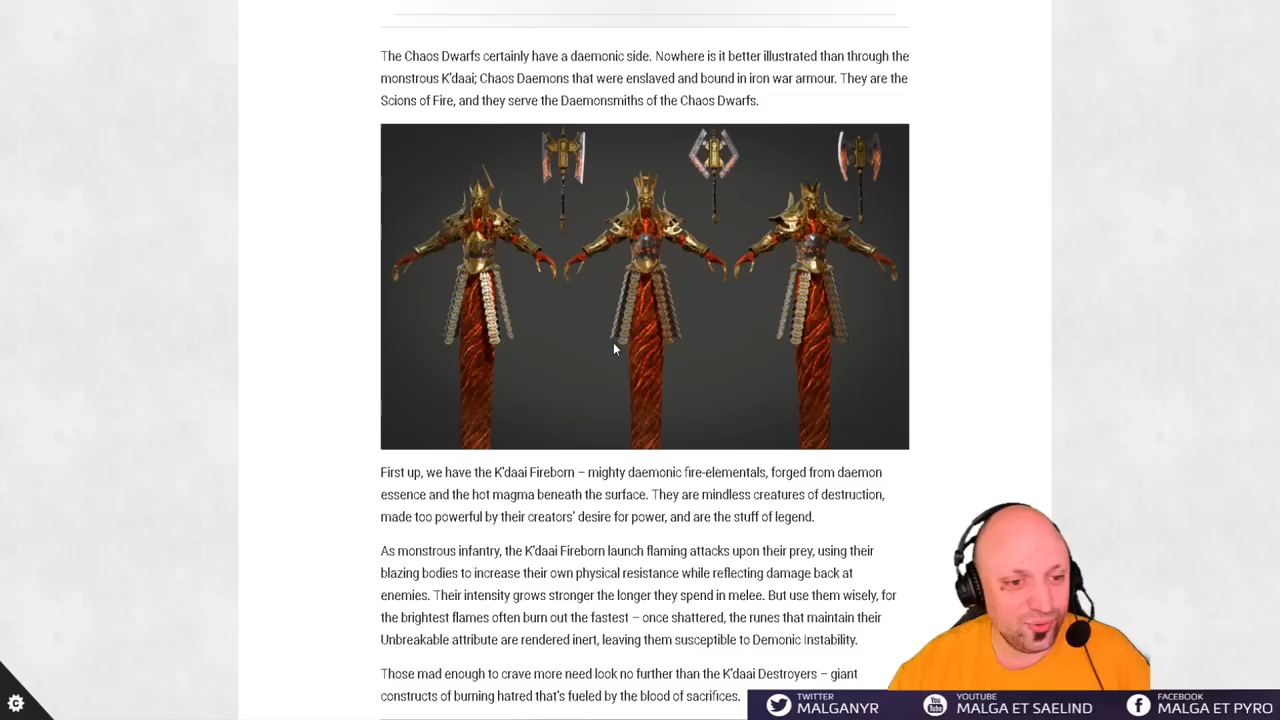 The Chaos Dwarfs certainly have a daemonic side. Nowhere is it better illustrated than through the
monstrous K'daai; Chaos Daemons that were enslaved and bound in iron war armour. They are the
Scions of Fire, and they serve the Daemonsmiths of the Chaos Dwarfs.
First up, we have the K'daai Fireborn – mighty daemonic fire-elementals, forged from daemon
essence and the hot magma beneath the surface. They are mindless creatures of destruction,
made too powerful by their creators' desire for power, and are the stuff of legend.
As monstrous infantry, the K'daai Fireborn launch flaming attacks upon their prey, using their
blazing bodies to increase their own physical resistance while reflecting damage back at
enemies. Their intensity grows stronger the longer they spend in melee. But use them wisely, for
the brightest flames often burn out the fastest – once shattered, the runes that maintain their
Unbreakable attribute are rendered inert, leaving them susceptible to Demonic Instability.
Those mad enough to crave more need look no further than the K'daai Destroyers – giant
constructs of burning hatred that's fueled by the blood of sacrifices.
TWITTER
MALGANYR
You
Tube
YOUTUBE
MALGA ET SAELIND
FACEBOOK
MALGA ET PYRO